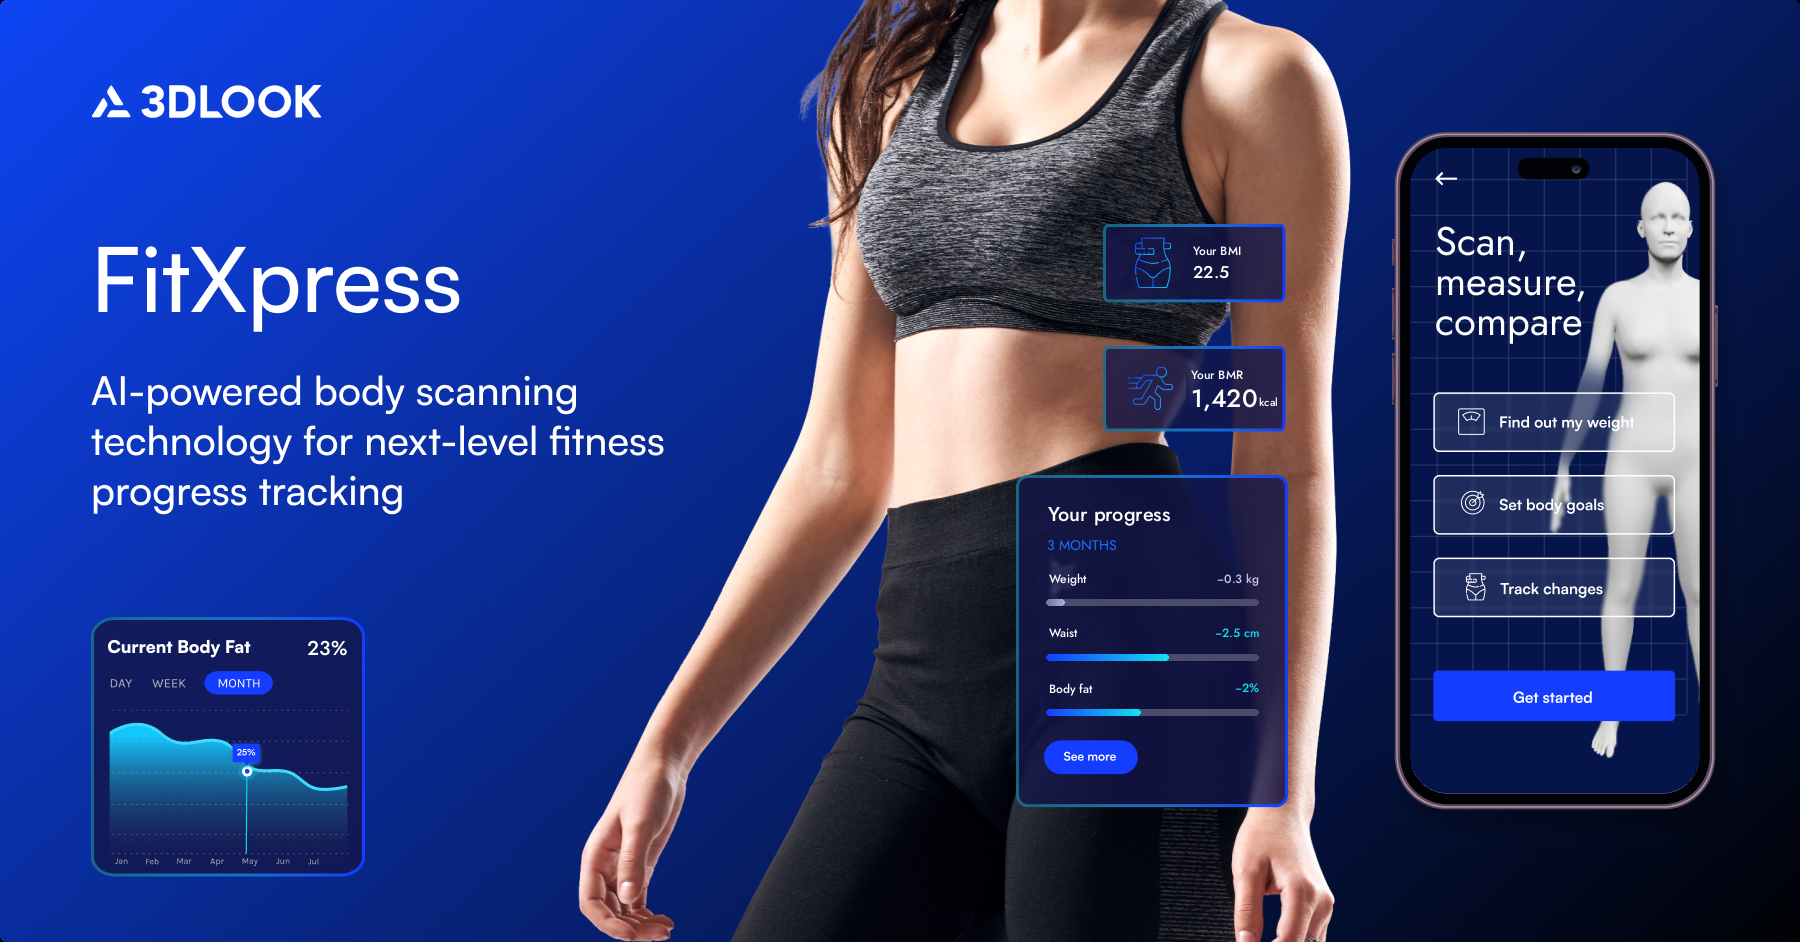 3DLOOK
FitXpress
AI-powered body scanning
technology for next-level fitness
progress tracking
Current Body Fat 23%
DAY WEEK MONTH
25%
Jan Feb Mar Apr May Jun Jul
Your BMI
22.5
Your BMR
1,420 kcal
Your progress
3 MONTHS
Weight −0.3 kg
Waist −2.5 cm
Body fat −2%
See more
Scan,
measure,
compare
Find out my weight
Set body goals
Track changes
Get started